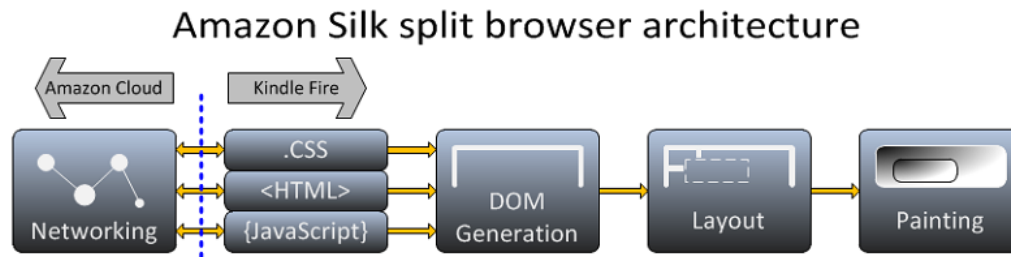 Amazon Silk split browser architecture
Amazon Cloud
Kindle Fire
Networking
.CSS
<HTML>
{JavaScript}
DOM
Generation
Layout
Painting